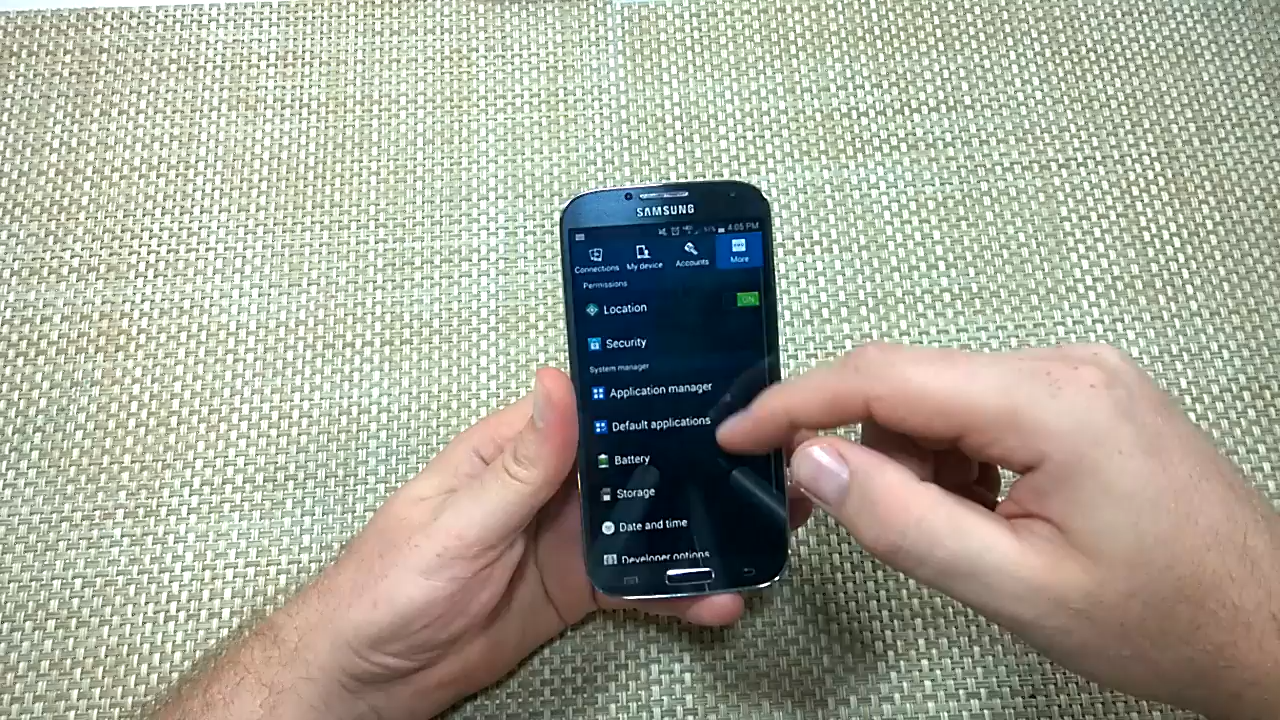 SAMSUNG
4:05 PM
Connections
My device
Accounts
More
Permissions
Location
ON
Security
System manager
Application manager
Default applications
Battery
Storage
Date and time
Developer options